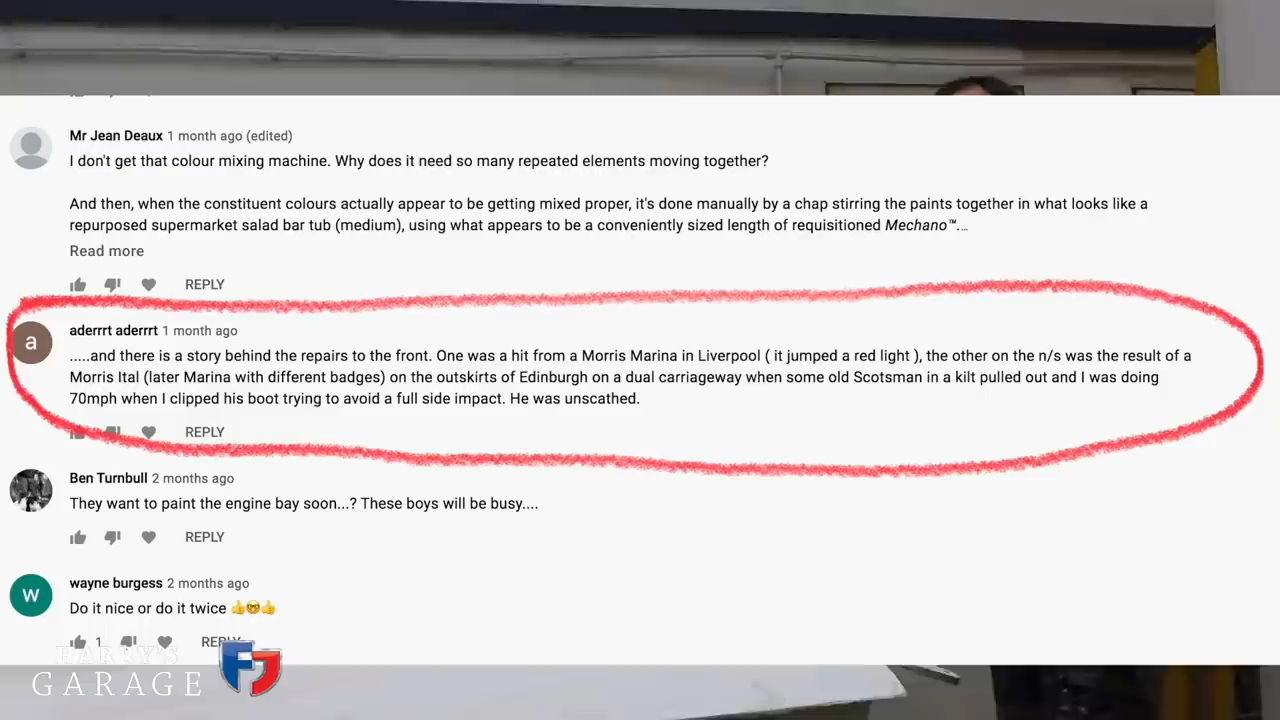 Mr Jean Deaux 1 month ago (edited)
I don't get that colour mixing machine. Why does it need so many repeated elements moving together?
And then, when the constituent colours actually appear to be getting mixed proper, it's done manually by a chap stirring the paints together in what looks like a
repurposed supermarket salad bar tub (medium), using what appears to be a conveniently sized length of requisitioned Mechano™...
Read more
REPLY
a
aderrrt aderrrt 1 month ago
.....and there is a story behind the repairs to the front. One was a hit from a Morris Marina in Liverpool ( it jumped a red light ), the other on the n/s was the result of a
Morris Ital (later Marina with different badges) on the outskirts of Edinburgh on a dual carriageway when some old Scotsman in a kilt pulled out and I was doing
70mph when I clipped his boot trying to avoid a full side impact. He was unscathed.
REPLY
Ben Turnbull 2 months ago
They want to paint the engine bay soon...? These boys will be busy....
REPLY
w
wayne burgess 2 months ago
Do it nice or do it twice 👍🤓👍
1 REPLY
HARRY'S
GARAGE